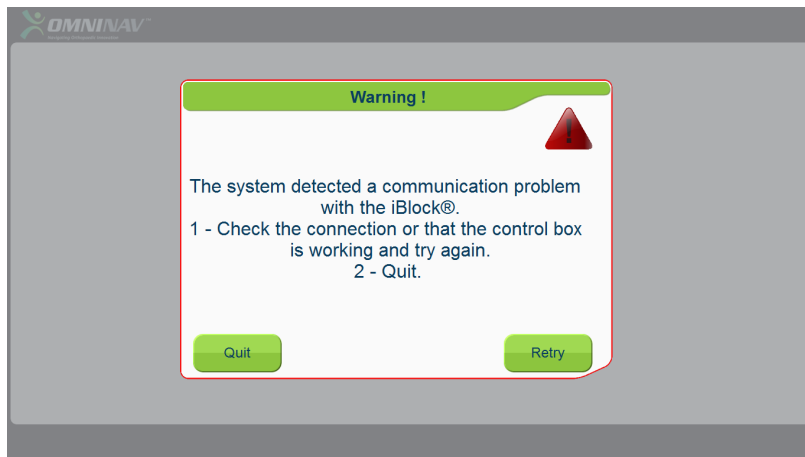 OMNINAV™
Warning !
The system detected a communication problem
with the iBlock®.
1 - Check the connection or that the control box
is working and try again.
2 - Quit.
Quit
Retry